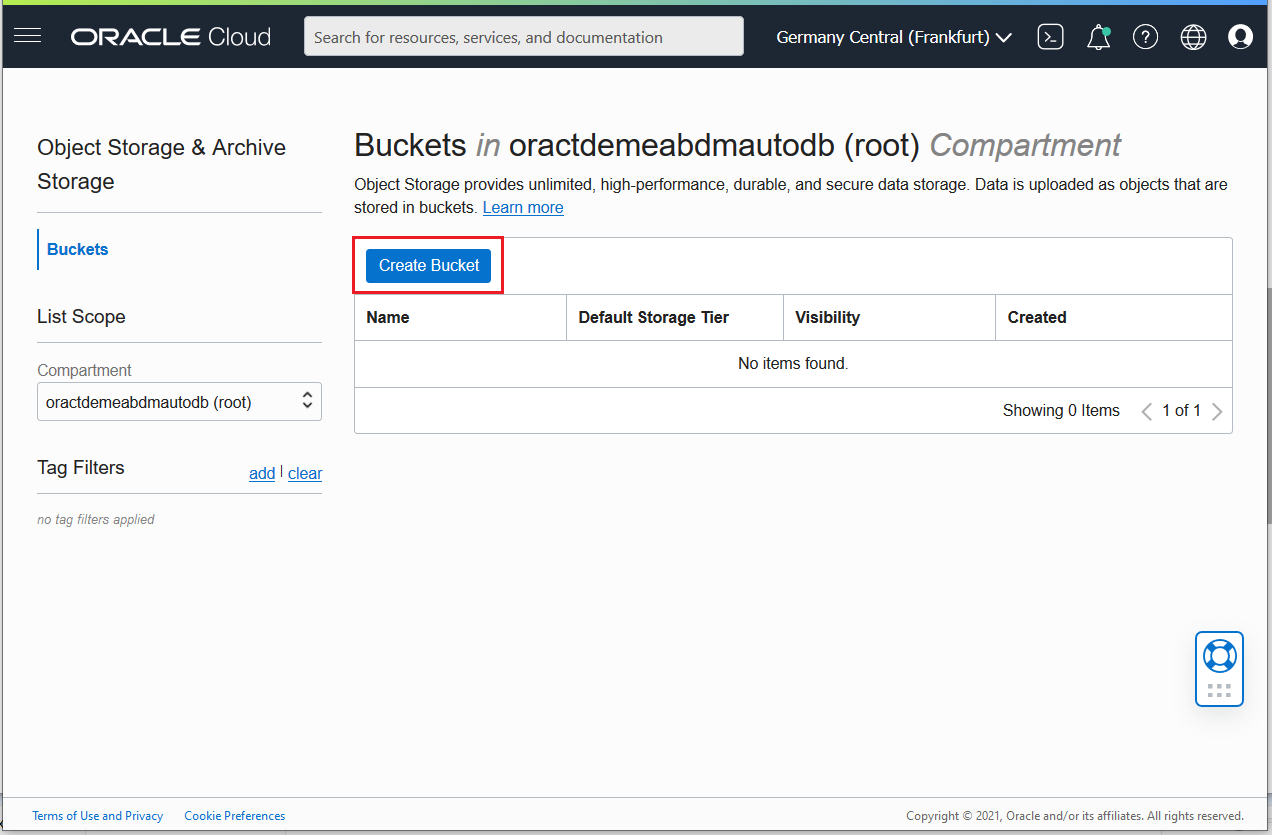 ORACLE Cloud
Search for resources, services, and documentation
Germany Central (Frankfurt)
Object Storage & Archive
Storage
Buckets
List Scope
Compartment
oractdemeabdmautodb (root)
Tag Filters
add | clear
no tag filters applied
Buckets in oractdemeabdmautodb (root) Compartment
Object Storage provides unlimited, high-performance, durable, and secure data storage. Data is uploaded as objects that are
stored in buckets. Learn more
Create Bucket
Name Default Storage Tier Visibility Created
No items found.
Showing 0 Items < 1 of 1 >
Terms of Use and Privacy Cookie Preferences
Copyright © 2021, Oracle and/or its affiliates. All rights reserved.